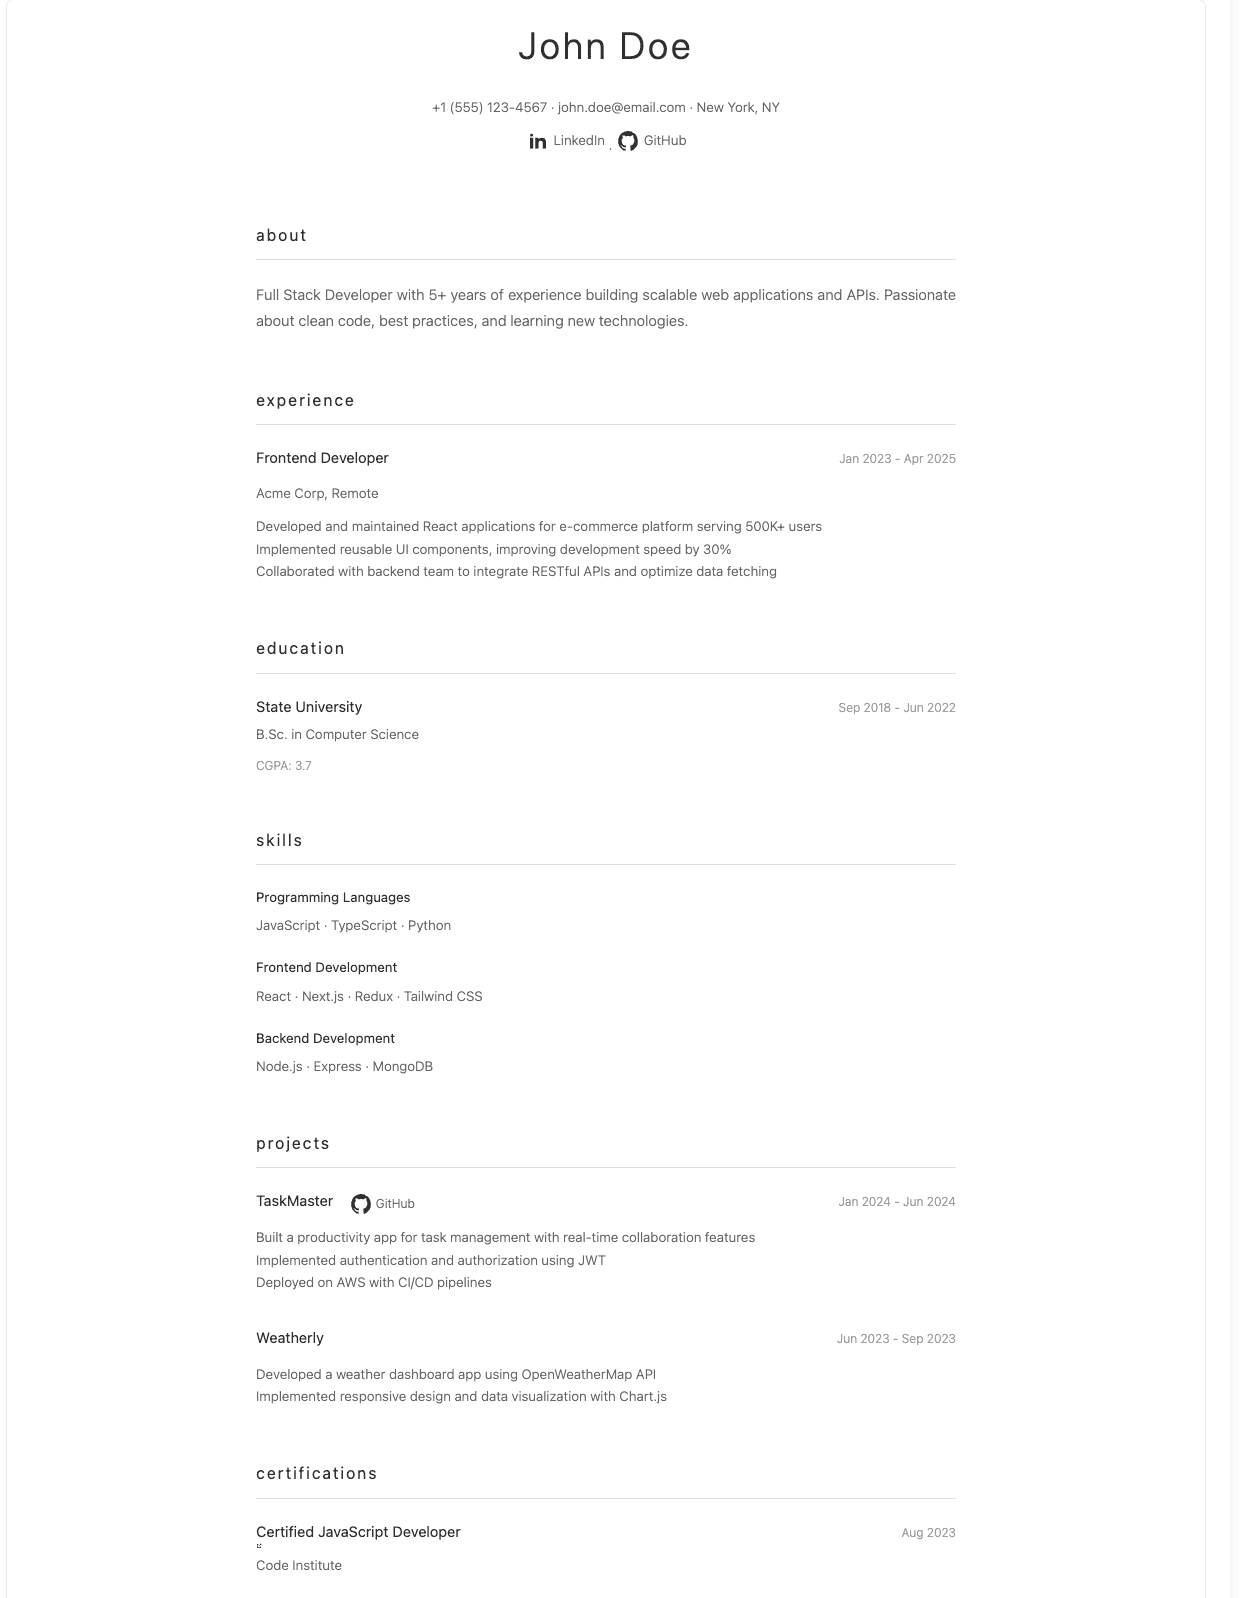 John Doe
+1 (555) 123-4567 · john.doe@email.com · New York, NY
LinkedIn · GitHub
about
Full Stack Developer with 5+ years of experience building scalable web applications and APIs. Passionate
about clean code, best practices, and learning new technologies.
experience
Frontend Developer Jan 2023 - Apr 2025
Acme Corp, Remote
Developed and maintained React applications for e-commerce platform serving 500K+ users
Implemented reusable UI components, improving development speed by 30%
Collaborated with backend team to integrate RESTful APIs and optimize data fetching
education
State University Sep 2018 - Jun 2022
B.Sc. in Computer Science
CGPA: 3.7
skills
Programming Languages
JavaScript · TypeScript · Python
Frontend Development
React · Next.js · Redux · Tailwind CSS
Backend Development
Node.js · Express · MongoDB
projects
TaskMaster GitHub Jan 2024 - Jun 2024
Built a productivity app for task management with real-time collaboration features
Implemented authentication and authorization using JWT
Deployed on AWS with CI/CD pipelines
Weatherly Jun 2023 - Sep 2023
Developed a weather dashboard app using OpenWeatherMap API
Implemented responsive design and data visualization with Chart.js
certifications
Certified JavaScript Developer Aug 2023
Code Institute